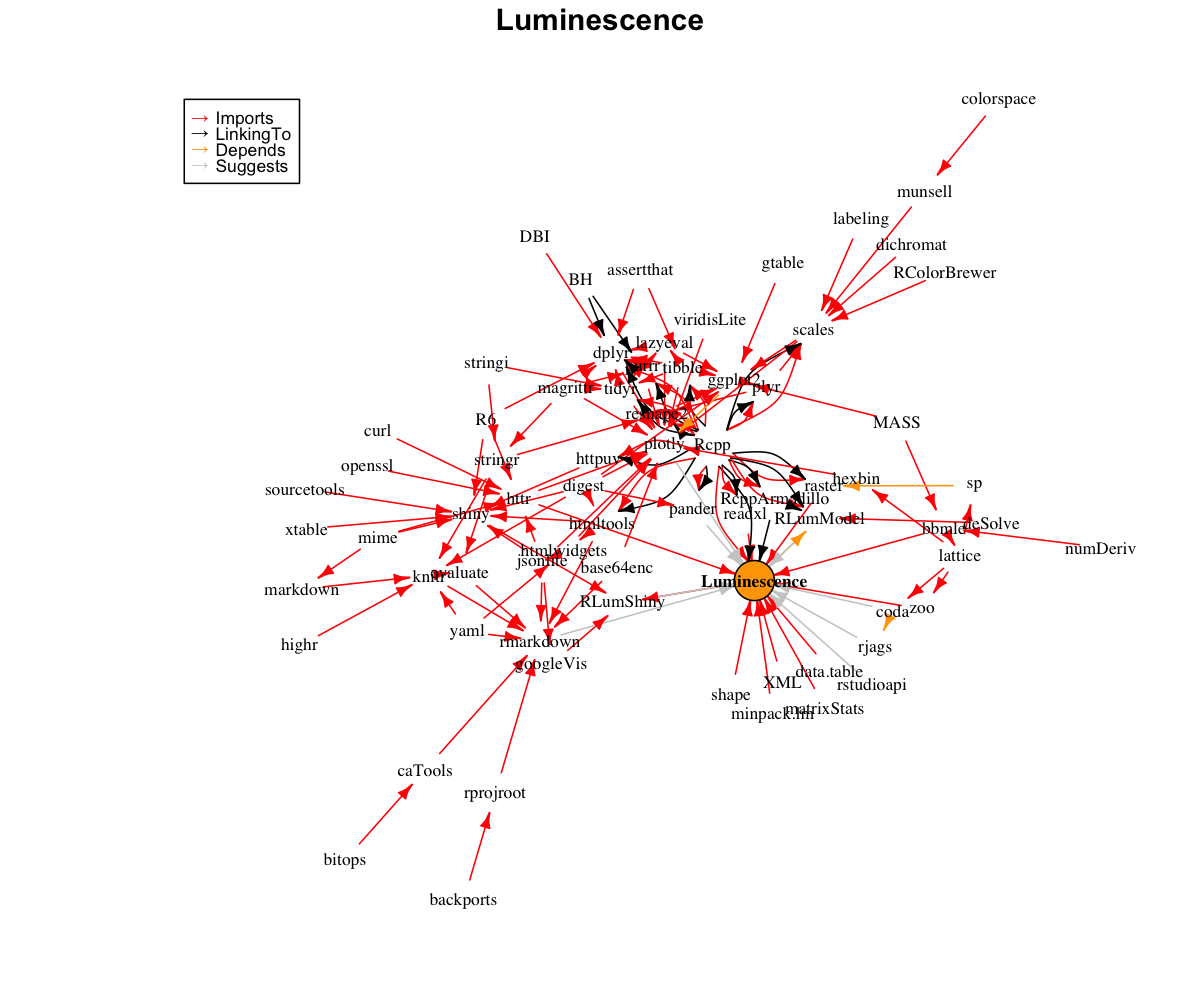 Luminescence
Imports
LinkingTo
Depends
Suggests
colorspace
munsell
labeling
dichromat
RColorBrewer
DBI
BH
assertthat
gtable
viridisLite
scales
lazyeval
dplyr
purrr
tibble
stringi
magrittr
tidyr
ggplot2
plyr
reshape2
R6
MASS
curl
plotly
Rcpp
stringr
httpuv
openssl
hexbin
sourcetools
digest
raster
sp
httr
RcppArmadillo
pander
readxl
shiny
RLumModel
xtable
htmltools
bbmle
deSolve
mime
numDeriv
htmlwidgets
jsonlite
lattice
base64enc
knitr
evaluate
Luminescence
markdown
RLumShiny
coda
zoo
highr
yaml
rmarkdown
rjags
googleVis
data.table
XML
rstudioapi
shape
minpack.lm
matrixStats
caTools
rprojroot
bitops
backports